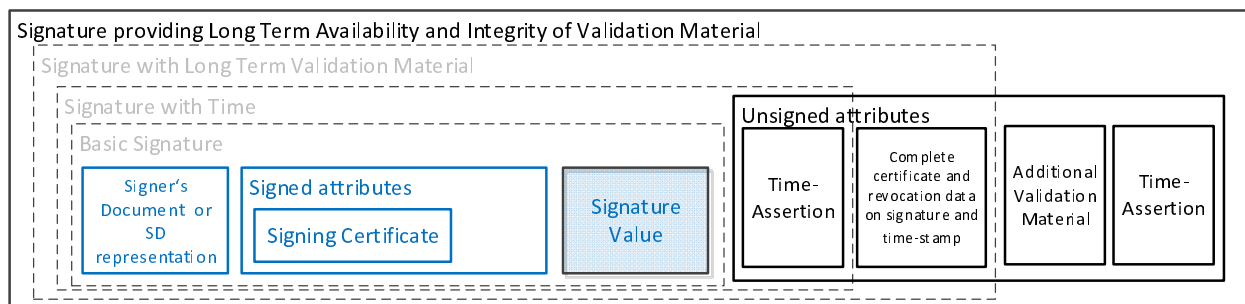 Signature providing Long Term Availability and Integrity of Validation Material
Signature with Long Term Validation Material
Signature with Time
Basic Signature
Signer‘s
Document or
SD
representation
Signed attributes
Signing Certificate
Signature
Value
Unsigned attributes
Time-
Assertion
Complete
certificate and
revocation data
on signature and
time-stamp
Additional
Validation
Material
Time-
Assertion